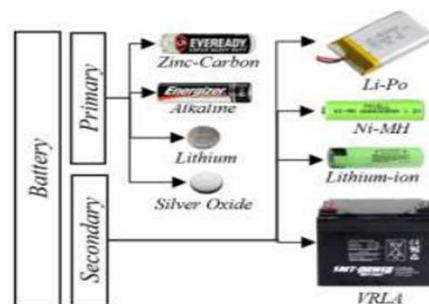 Battery
Primary
Secondary
EVEREADY
Zinc-Carbon
Energizer
Alkaline
Lithium
Silver Oxide
Li-Po
Ni-MH
Lithium-ion
VRLA